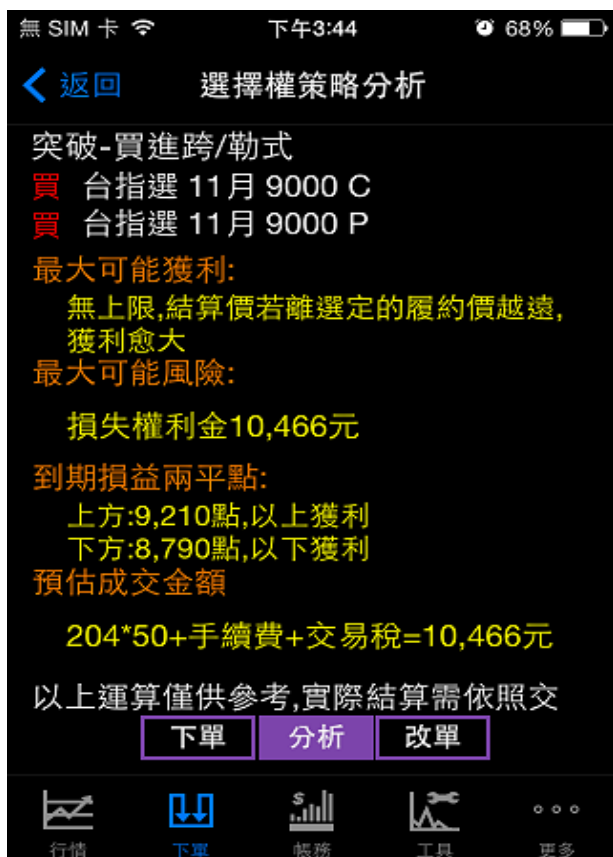 無 SIM 卡 下午3:44 68%
返回 選擇權策略分析
突破-買進跨/勒式
買 台指選 11月 9000 C
買 台指選 11月 9000 P
最大可能獲利:
無上限,結算價若離選定的履約價越遠,
獲利愈大
最大可能風險:
損失權利金10,466元
到期損益兩平點:
上方:9,210點,以上獲利
下方:8,790點,以下獲利
預估成交金額
204*50+手續費+交易稅=10,466元
以上運算僅供參考,實際結算需依照交
下單 分析 改單
行情 下單 帳務 工具 更多